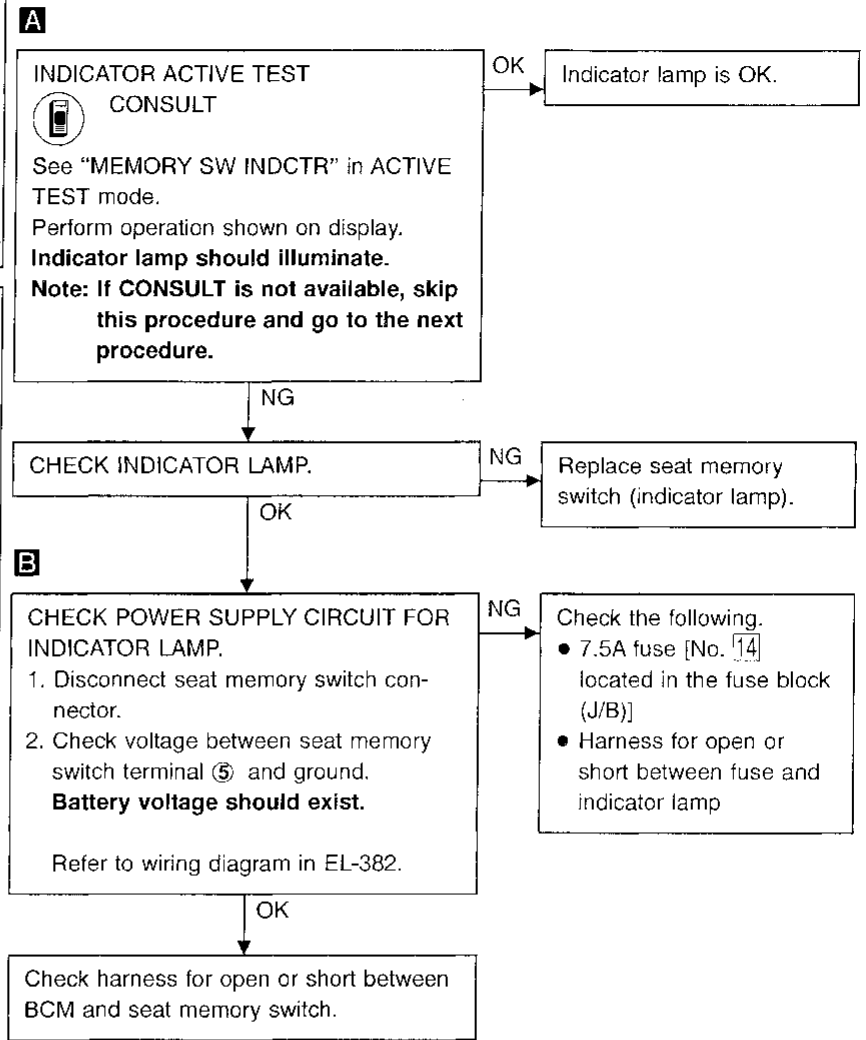 A
INDICATOR ACTIVE TEST
CONSULT
See “MEMORY SW INDCTR” in ACTIVE
TEST mode.
Perform operation shown on display.
Indicator lamp should illuminate.
Note: If CONSULT is not available, skip
this procedure and go to the next
procedure.
OK
Indicator lamp is OK.
NG
CHECK INDICATOR LAMP.
NG
Replace seat memory
switch (indicator lamp).
OK
B
CHECK POWER SUPPLY CIRCUIT FOR
INDICATOR LAMP.
1. Disconnect seat memory switch con-
nector.
2. Check voltage between seat memory
switch terminal ⑤ and ground.
Battery voltage should exist.
Refer to wiring diagram in EL-382.
NG
Check the following.
● 7.5A fuse [No. 14
located in the fuse block
(J/B)]
● Harness for open or
short between fuse and
indicator lamp
OK
Check harness for open or short between
BCM and seat memory switch.